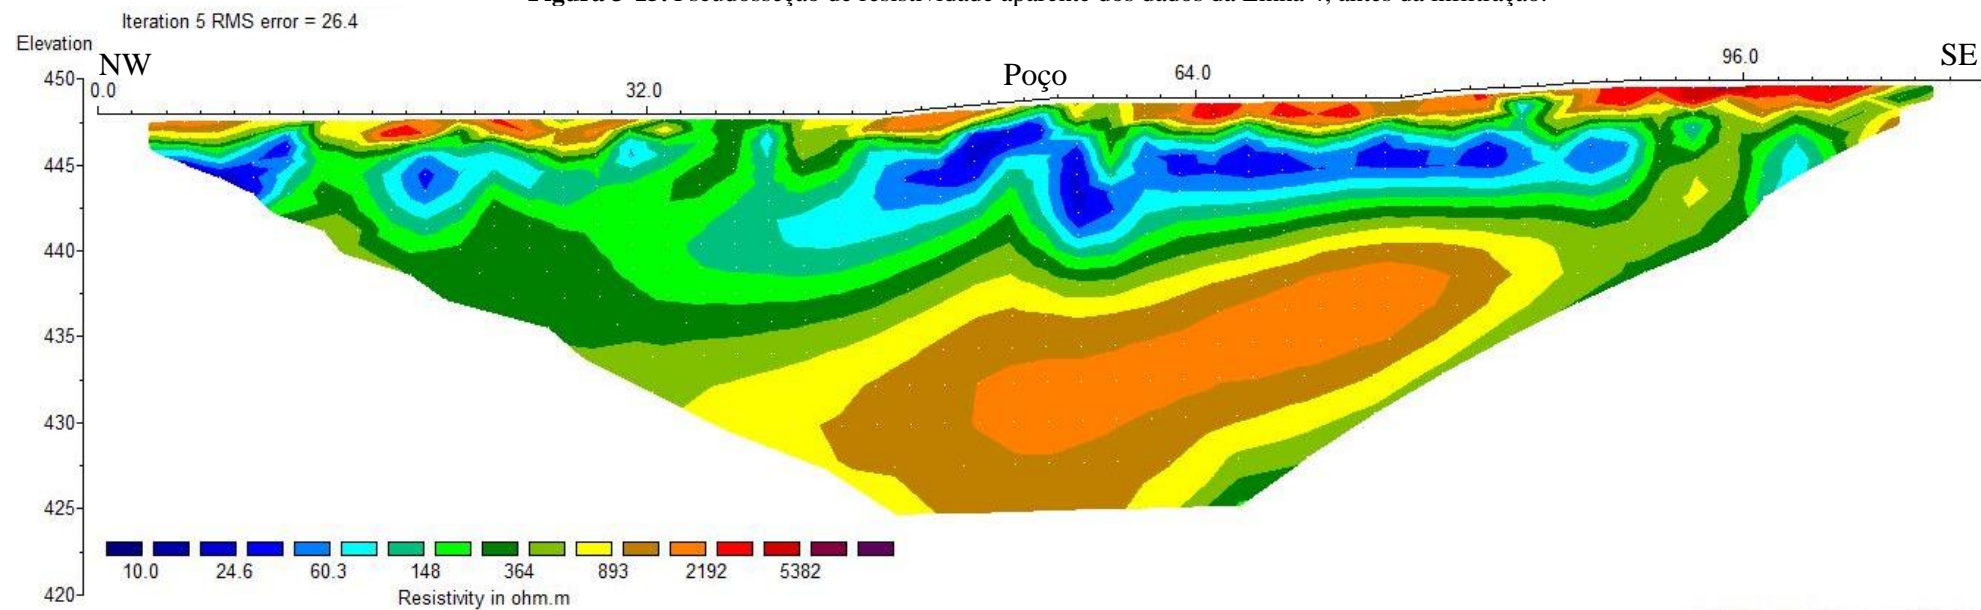 Iteration 5 RMS error = 26.4
Elevation
NW
Poço
SE
450
0.0
32.0
64.0
96.0
445
440
435
430
425
420
10.0 24.6 60.3 148 364 893 2192 5382
Resistivity in ohm.m